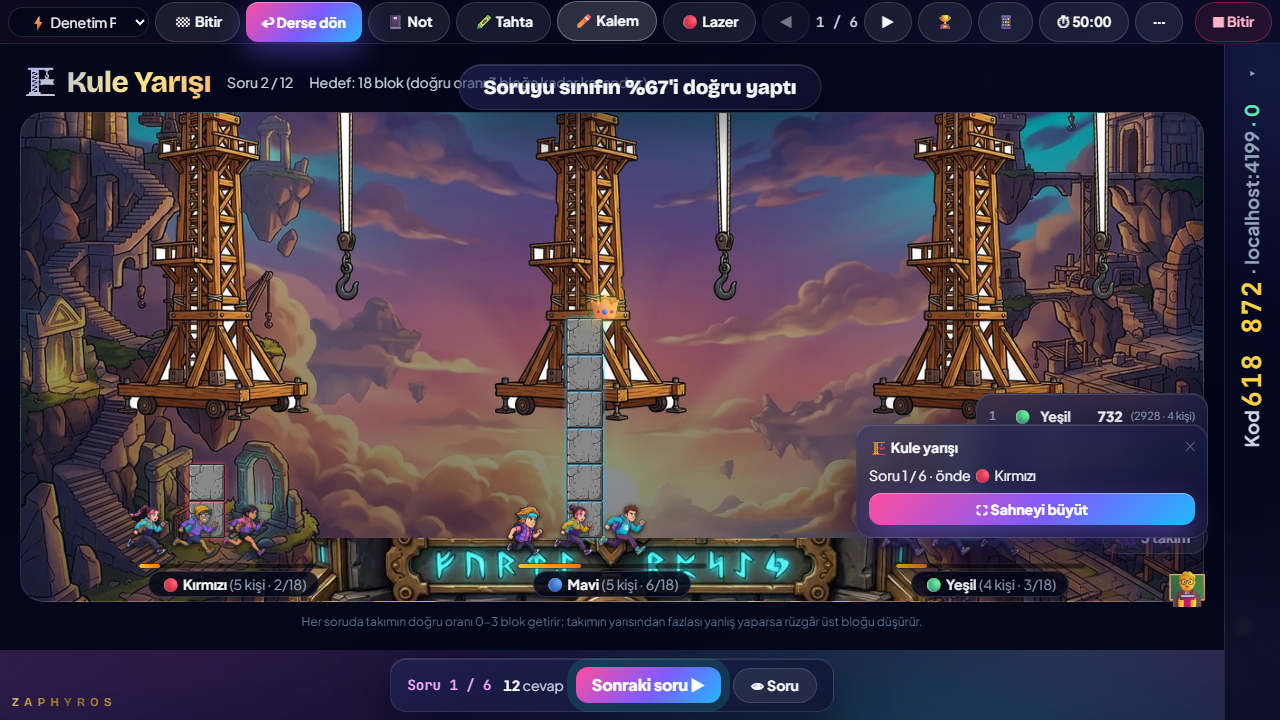 Denetim F
Bitir
Derse dön
Not
Tahta
Kalem
Lazer
1 / 6
50:00
---
Bitir
Kule Yarışı
Soru 2 / 12
Hedef: 18 blok (doğru oranı
Soruyu sınıfın %67'i doğru yaptı
Kod 618 872 · localhost:4199 · 0
1 Yeşil 732 (2928 · 4 kişi)
Kule yarışı
Soru 1 / 6 · önde Kırmızı
Sahneyi büyüt
3 takım
Kırmızı (5 kişi · 2/18)
Mavi (5 kişi · 6/18)
Yeşil (4 kişi · 3/18)
Her soruda takımın doğru oranı 0–3 blok getirir; takımın yarısından fazlası yanlış yaparsa rüzgâr üst bloğu düşürür.
Soru 1 / 6
12 cevap
Sonraki soru
Soru
ZAPHYROS